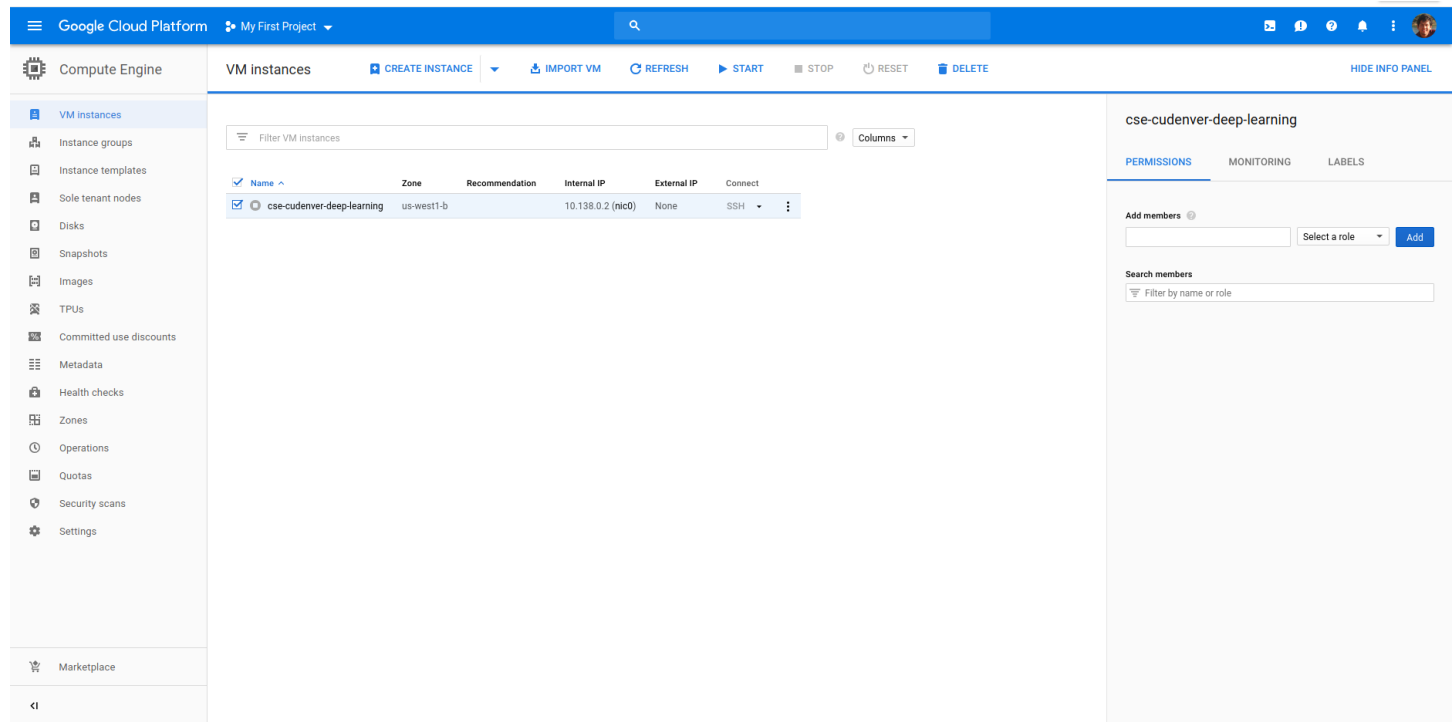 Google Cloud Platform My First Project
Compute Engine
VM instances
Instance groups
Instance templates
Sole tenant nodes
Disks
Snapshots
Images
TPUs
Committed use discounts
Metadata
Health checks
Zones
Operations
Quotas
Security scans
Settings
Marketplace
VM instances CREATE INSTANCE IMPORT VM REFRESH START STOP RESET DELETE HIDE INFO PANEL
Filter VM instances Columns
Name Zone Recommendation Internal IP External IP Connect
cse-cudenver-deep-learning us-west1-b 10.138.0.2 (nic0) None SSH
cse-cudenver-deep-learning
PERMISSIONS MONITORING LABELS
Add members
Select a role Add
Search members
Filter by name or role